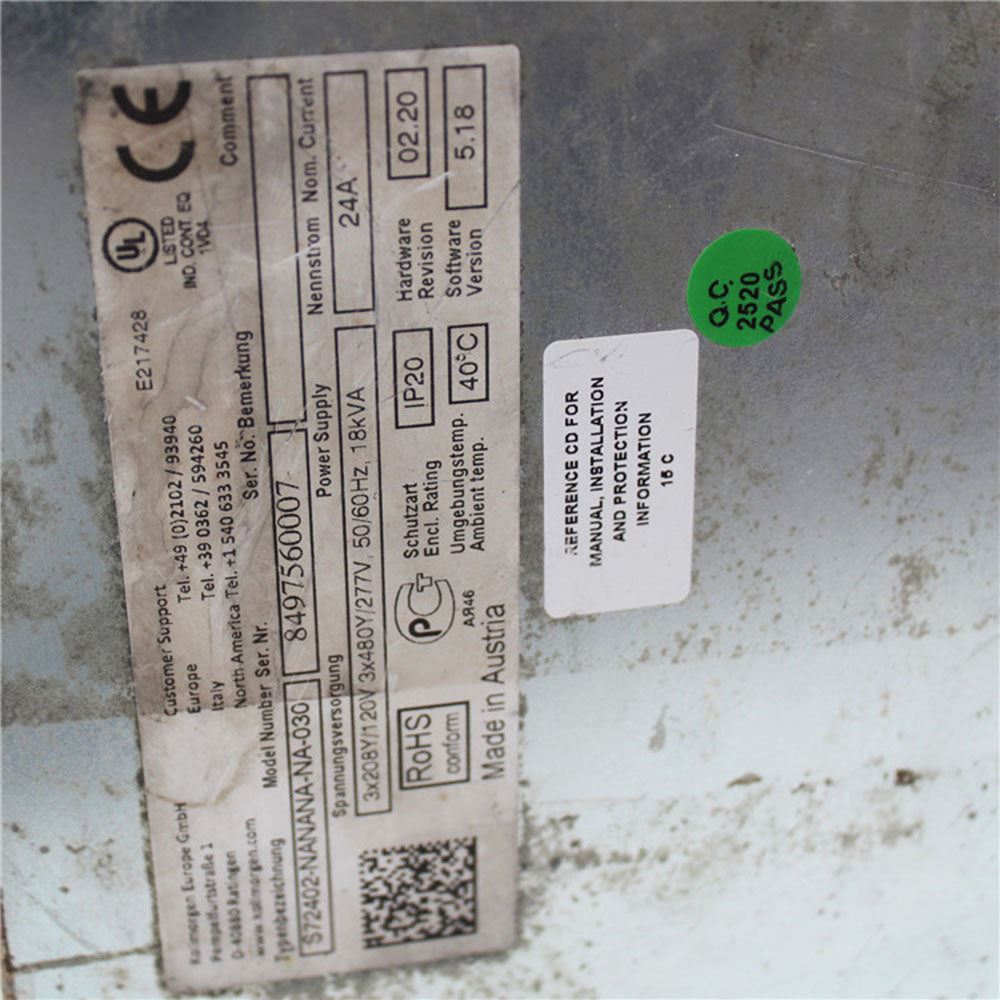 Kollmorgen Europe GmbH
Pempelfurtstraße 1
D-40880 Ratingen
www.kollmorgen.com
Customer Support
Europe Tel. +49 (0)2102 / 93940
Italy Tel. +39 0362 / 594260
North America Tel. +1 540 633 3545
E217428
UL
LISTED
IND. CONT. EQ
1VD4
CE
Typenbezeichnung Model Number Ser. Nr. Ser. No. Bemerkung Comment
S72402-NANANA-NA-030 8497560007
Spannungsversorgung Power Supply Nennstrom Nom. Current
3x208Y/120V 3x480Y/277V, 50/60Hz, 18kVA 24A
RoHS
conform
PCT
АЯ46
Schutzart
Encl. Rating
IP20
Hardware
Revision
02.20
Umgebungstemp.
Ambient temp.
40°C
Software
Version
5.18
Made in Austria
REFERENCE CD FOR
MANUAL, INSTALLATION
AND PROTECTION
INFORMATION
Q.C.
2520
PASS